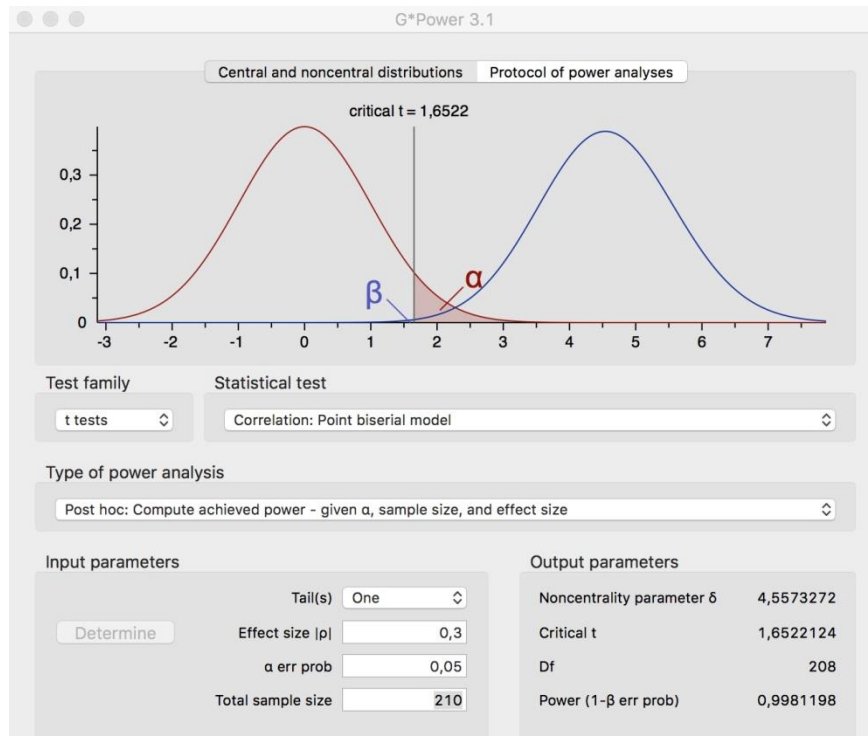 G*Power 3.1
Central and noncentral distributions Protocol of power analyses
critical t = 1,6522
0,3
0,2
0,1
0
β
α
-3 -2 -1 0 1 2 3 4 5 6 7
Test family Statistical test
t tests Correlation: Point biserial model
Type of power analysis
Post hoc: Compute achieved power - given α, sample size, and effect size
Input parameters Output parameters
Tail(s) One Noncentrality parameter δ 4,5573272
Determine Effect size |ρ| 0,3 Critical t 1,6522124
α err prob 0,05 Df 208
Total sample size 210 Power (1-β err prob) 0,9981198